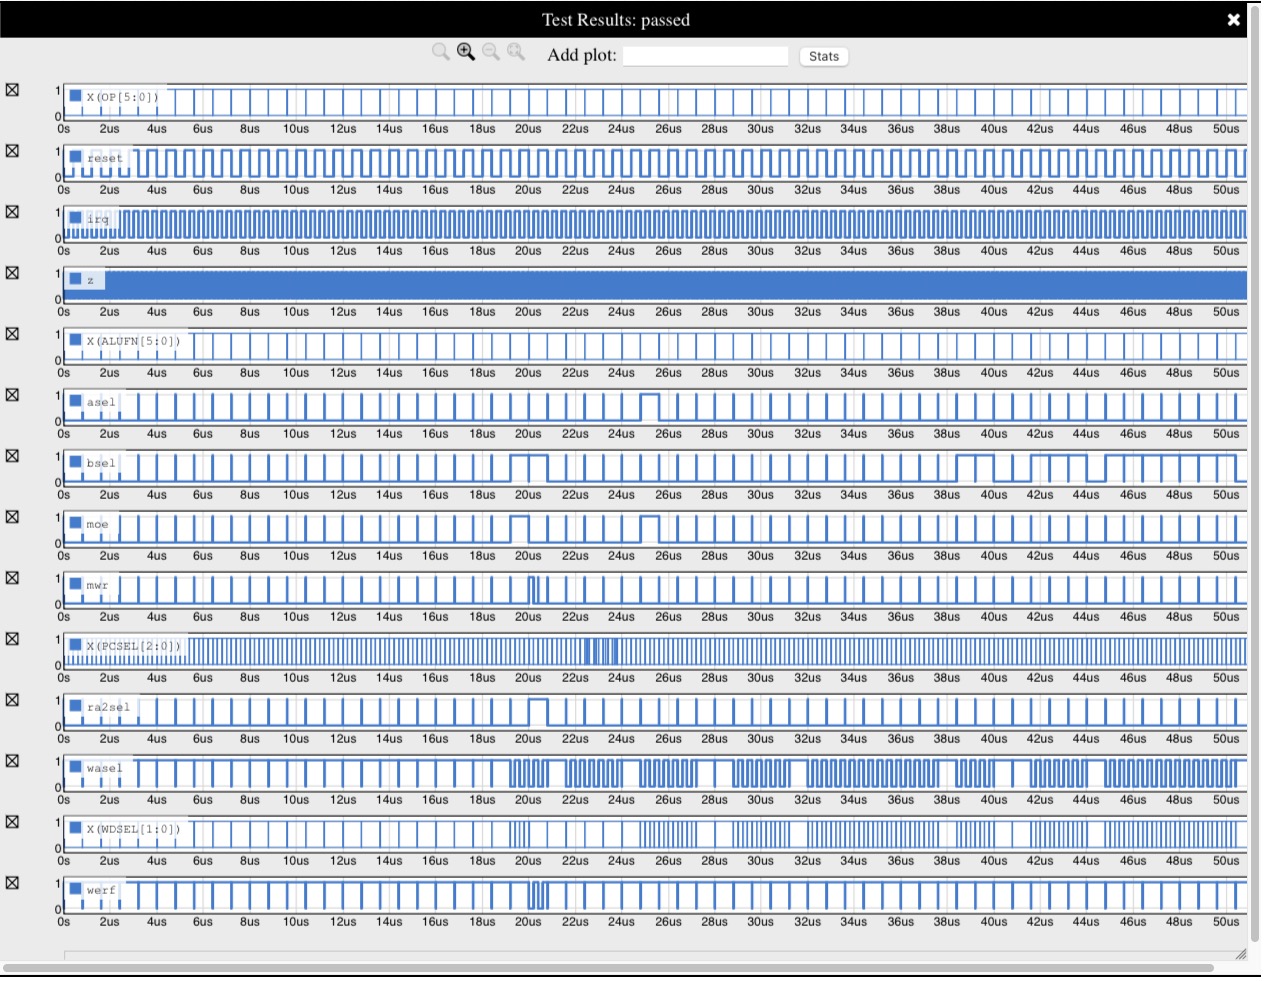 Test Results: passed
Add plot: Stats
X(OP[5:0])
1
0
0s 2us 4us 6us 8us 10us 12us 14us 16us 18us 20us 22us 24us 26us 28us 30us 32us 34us 36us 38us 40us 42us 44us 46us 48us 50us
reset
1
0
0s 2us 4us 6us 8us 10us 12us 14us 16us 18us 20us 22us 24us 26us 28us 30us 32us 34us 36us 38us 40us 42us 44us 46us 48us 50us
irq
1
0
0s 2us 4us 6us 8us 10us 12us 14us 16us 18us 20us 22us 24us 26us 28us 30us 32us 34us 36us 38us 40us 42us 44us 46us 48us 50us
z
1
0
0s 2us 4us 6us 8us 10us 12us 14us 16us 18us 20us 22us 24us 26us 28us 30us 32us 34us 36us 38us 40us 42us 44us 46us 48us 50us
X(ALUFN[5:0])
1
0
0s 2us 4us 6us 8us 10us 12us 14us 16us 18us 20us 22us 24us 26us 28us 30us 32us 34us 36us 38us 40us 42us 44us 46us 48us 50us
asel
1
0
0s 2us 4us 6us 8us 10us 12us 14us 16us 18us 20us 22us 24us 26us 28us 30us 32us 34us 36us 38us 40us 42us 44us 46us 48us 50us
bsel
1
0
0s 2us 4us 6us 8us 10us 12us 14us 16us 18us 20us 22us 24us 26us 28us 30us 32us 34us 36us 38us 40us 42us 44us 46us 48us 50us
moe
1
0
0s 2us 4us 6us 8us 10us 12us 14us 16us 18us 20us 22us 24us 26us 28us 30us 32us 34us 36us 38us 40us 42us 44us 46us 48us 50us
mwr
1
0
0s 2us 4us 6us 8us 10us 12us 14us 16us 18us 20us 22us 24us 26us 28us 30us 32us 34us 36us 38us 40us 42us 44us 46us 48us 50us
X(PCSEL[2:0])
1
0
0s 2us 4us 6us 8us 10us 12us 14us 16us 18us 20us 22us 24us 26us 28us 30us 32us 34us 36us 38us 40us 42us 44us 46us 48us 50us
ra2sel
1
0
0s 2us 4us 6us 8us 10us 12us 14us 16us 18us 20us 22us 24us 26us 28us 30us 32us 34us 36us 38us 40us 42us 44us 46us 48us 50us
wasel
1
0
0s 2us 4us 6us 8us 10us 12us 14us 16us 18us 20us 22us 24us 26us 28us 30us 32us 34us 36us 38us 40us 42us 44us 46us 48us 50us
X(WDSEL[1:0])
1
0
0s 2us 4us 6us 8us 10us 12us 14us 16us 18us 20us 22us 24us 26us 28us 30us 32us 34us 36us 38us 40us 42us 44us 46us 48us 50us
werf
1
0
0s 2us 4us 6us 8us 10us 12us 14us 16us 18us 20us 22us 24us 26us 28us 30us 32us 34us 36us 38us 40us 42us 44us 46us 48us 50us